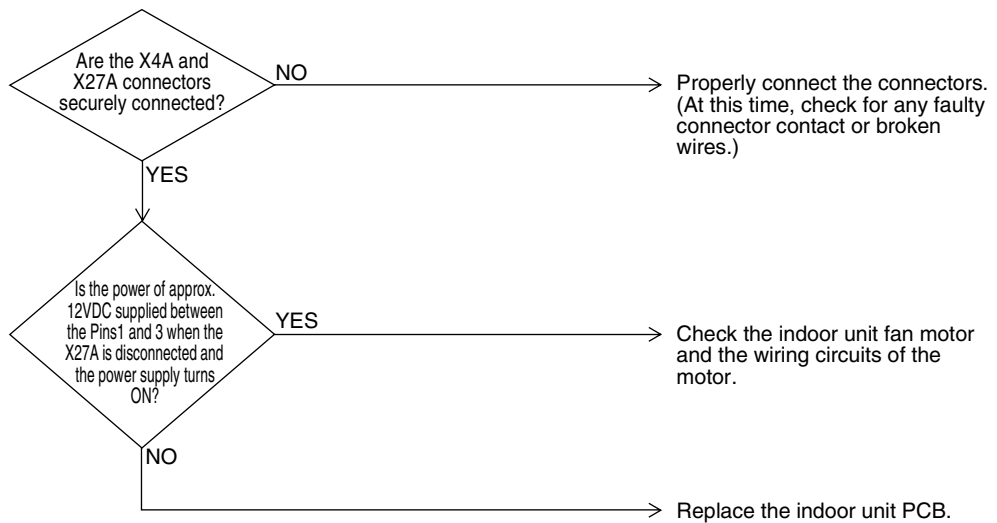 Are the X4A and
X27A connectors
securely connected?
NO
Properly connect the connectors.
(At this time, check for any faulty
connector contact or broken
wires.)
YES
Is the power of approx.
12VDC supplied between
the Pins1 and 3 when the
X27A is disconnected and
the power supply turns
ON?
YES
Check the indoor unit fan motor
and the wiring circuits of the
motor.
NO
Replace the indoor unit PCB.